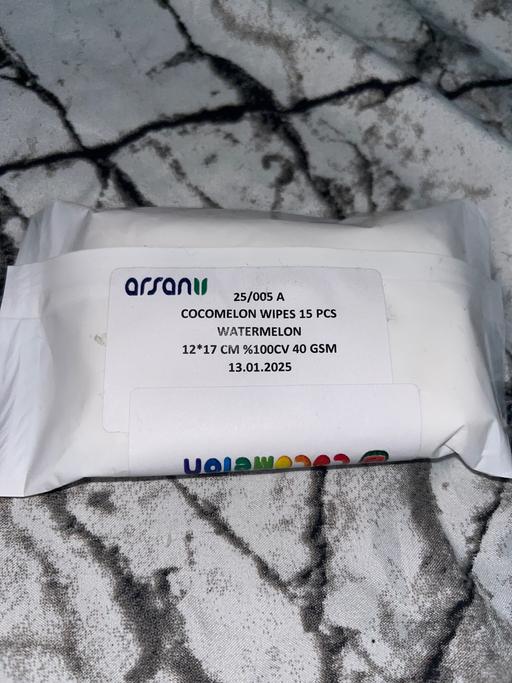 arsan
25/005 A
COCOMELON WIPES 15 PCS
WATERMELON
12*17 CM %100CV 40 GSM
13.01.2025
cocomelon